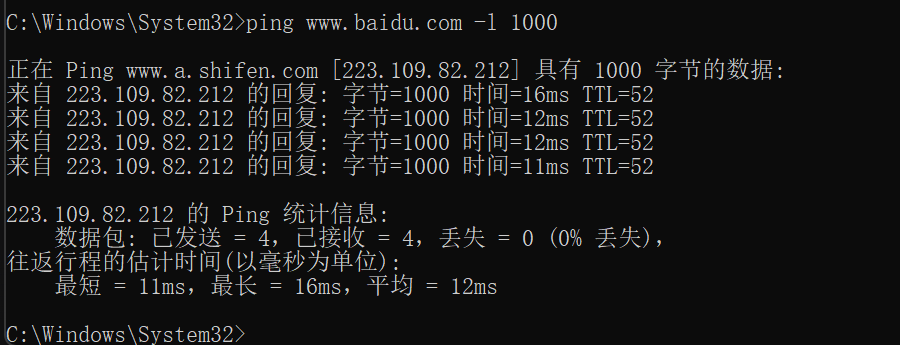 C:\Windows\System32>ping www.baidu.com -l 1000
正在 Ping www.a.shifen.com [223.109.82.212] 具有 1000 字节的数据:
来自 223.109.82.212 的回复: 字节=1000 时间=16ms TTL=52
来自 223.109.82.212 的回复: 字节=1000 时间=12ms TTL=52
来自 223.109.82.212 的回复: 字节=1000 时间=12ms TTL=52
来自 223.109.82.212 的回复: 字节=1000 时间=11ms TTL=52
223.109.82.212 的 Ping 统计信息:
    数据包: 已发送 = 4，已接收 = 4，丢失 = 0 (0% 丢失)，
往返行程的估计时间(以毫秒为单位):
    最短 = 11ms，最长 = 16ms，平均 = 12ms
C:\Windows\System32>